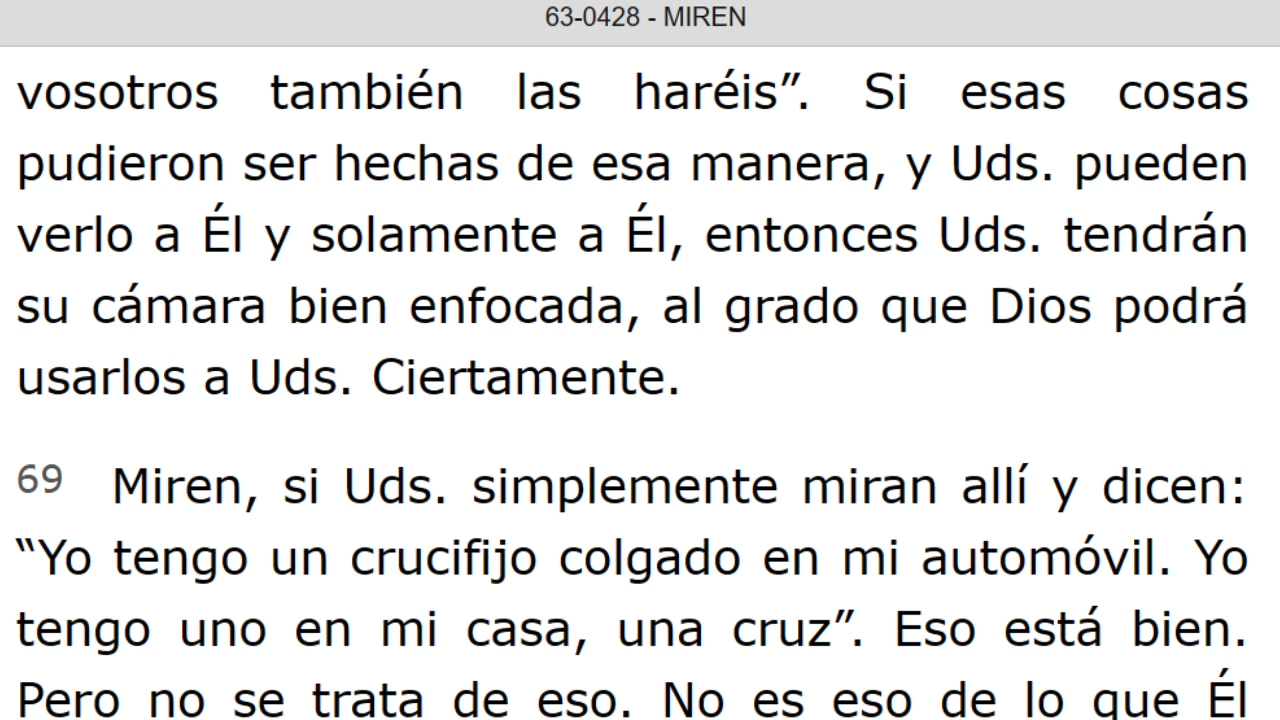 63-0428 - MIREN
vosotros también las haréis”. Si esas cosas
pudieron ser hechas de esa manera, y Uds. pueden
verlo a Él y solamente a Él, entonces Uds. tendrán
su cámara bien enfocada, al grado que Dios podrá
usarlos a Uds. Ciertamente.
69 Miren, si Uds. simplemente miran allí y dicen:
“Yo tengo un crucifijo colgado en mi automóvil. Yo
tengo uno en mi casa, una cruz”. Eso está bien.
Pero no se trata de eso. No es eso de lo que Él